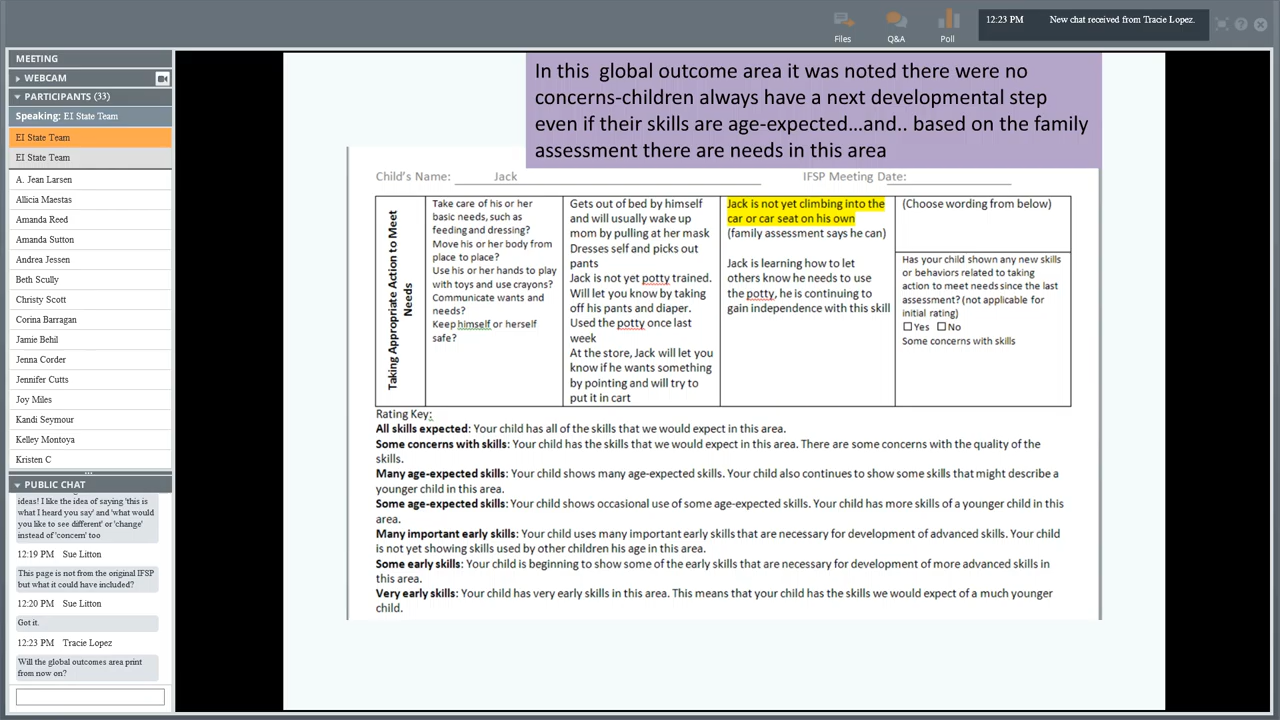 Files
Q&A
Poll
12:23 PM New chat received from Tracie Lopez.
MEETING
WEBCAM
PARTICIPANTS (33)
Speaking: EI State Team
EI State Team
EI State Team
A. Jean Larsen
Allicia Maestas
Amanda Reed
Amanda Sutton
Andrea Jessen
Beth Scully
Christy Scott
Corina Barragan
Jamie Behil
Jenna Corder
Jennifer Cutts
Joy Miles
Kandi Seymour
Kelley Montoya
Kristen C
PUBLIC CHAT
ideas! I like the idea of saying 'this is
what I heard you say' and 'what would
you like to see different' or 'change'
instead of 'concern' too
12:19 PM Sue Litton
This page is not from the original IFSP
but what it could have included?
12:20 PM Sue Litton
Got it.
12:23 PM Tracie Lopez
Will the global outcomes area print
from now on?
In this global outcome area it was noted there were no
concerns-children always have a next developmental step
even if their skills are age-expected…and.. based on the family
assessment there are needs in this area
Child's Name: Jack IFSP Meeting Date:
Taking Appropriate Action to Meet
Needs
Take care of his or her
basic needs, such as
feeding and dressing?
Move his or her body from
place to place?
Use his or her hands to play
with toys and use crayons?
Communicate wants and
needs?
Keep himself or herself
safe?
Gets out of bed by himself
and will usually wake up
mom by pulling at her mask
Dresses self and picks out
pants
Jack is not yet potty trained.
Will let you know by taking
off his pants and diaper.
Used the potty once last
week
At the store, Jack will let you
know if he wants something
by pointing and will try to
put it in cart
Jack is not yet climbing into the
car or car seat on his own
(family assessment says he can)
Jack is learning how to let
others know he needs to use
the potty, he is continuing to
gain independence with this skill
(Choose wording from below)
Has your child shown any new skills
or behaviors related to taking
action to meet needs since the last
assessment? (not applicable for
initial rating)
☐ Yes ☐ No
Some concerns with skills
Rating Key:
All skills expected: Your child has all of the skills that we would expect in this area.
Some concerns with skills: Your child has the skills that we would expect in this area. There are some concerns with the quality of the
skills.
Many age-expected skills: Your child shows many age-expected skills. Your child also continues to show some skills that might describe a
younger child in this area.
Some age-expected skills: Your child shows occasional use of some age-expected skills. Your child has more skills of a younger child in this
area.
Many important early skills: Your child uses many important early skills that are necessary for development of advanced skills. Your child
is not yet showing skills used by other children his age in this area.
Some early skills: Your child is beginning to show some of the early skills that are necessary for development of more advanced skills in
this area.
Very early skills: Your child has very early skills in this area. This means that your child has the skills we would expect of a much younger
child.